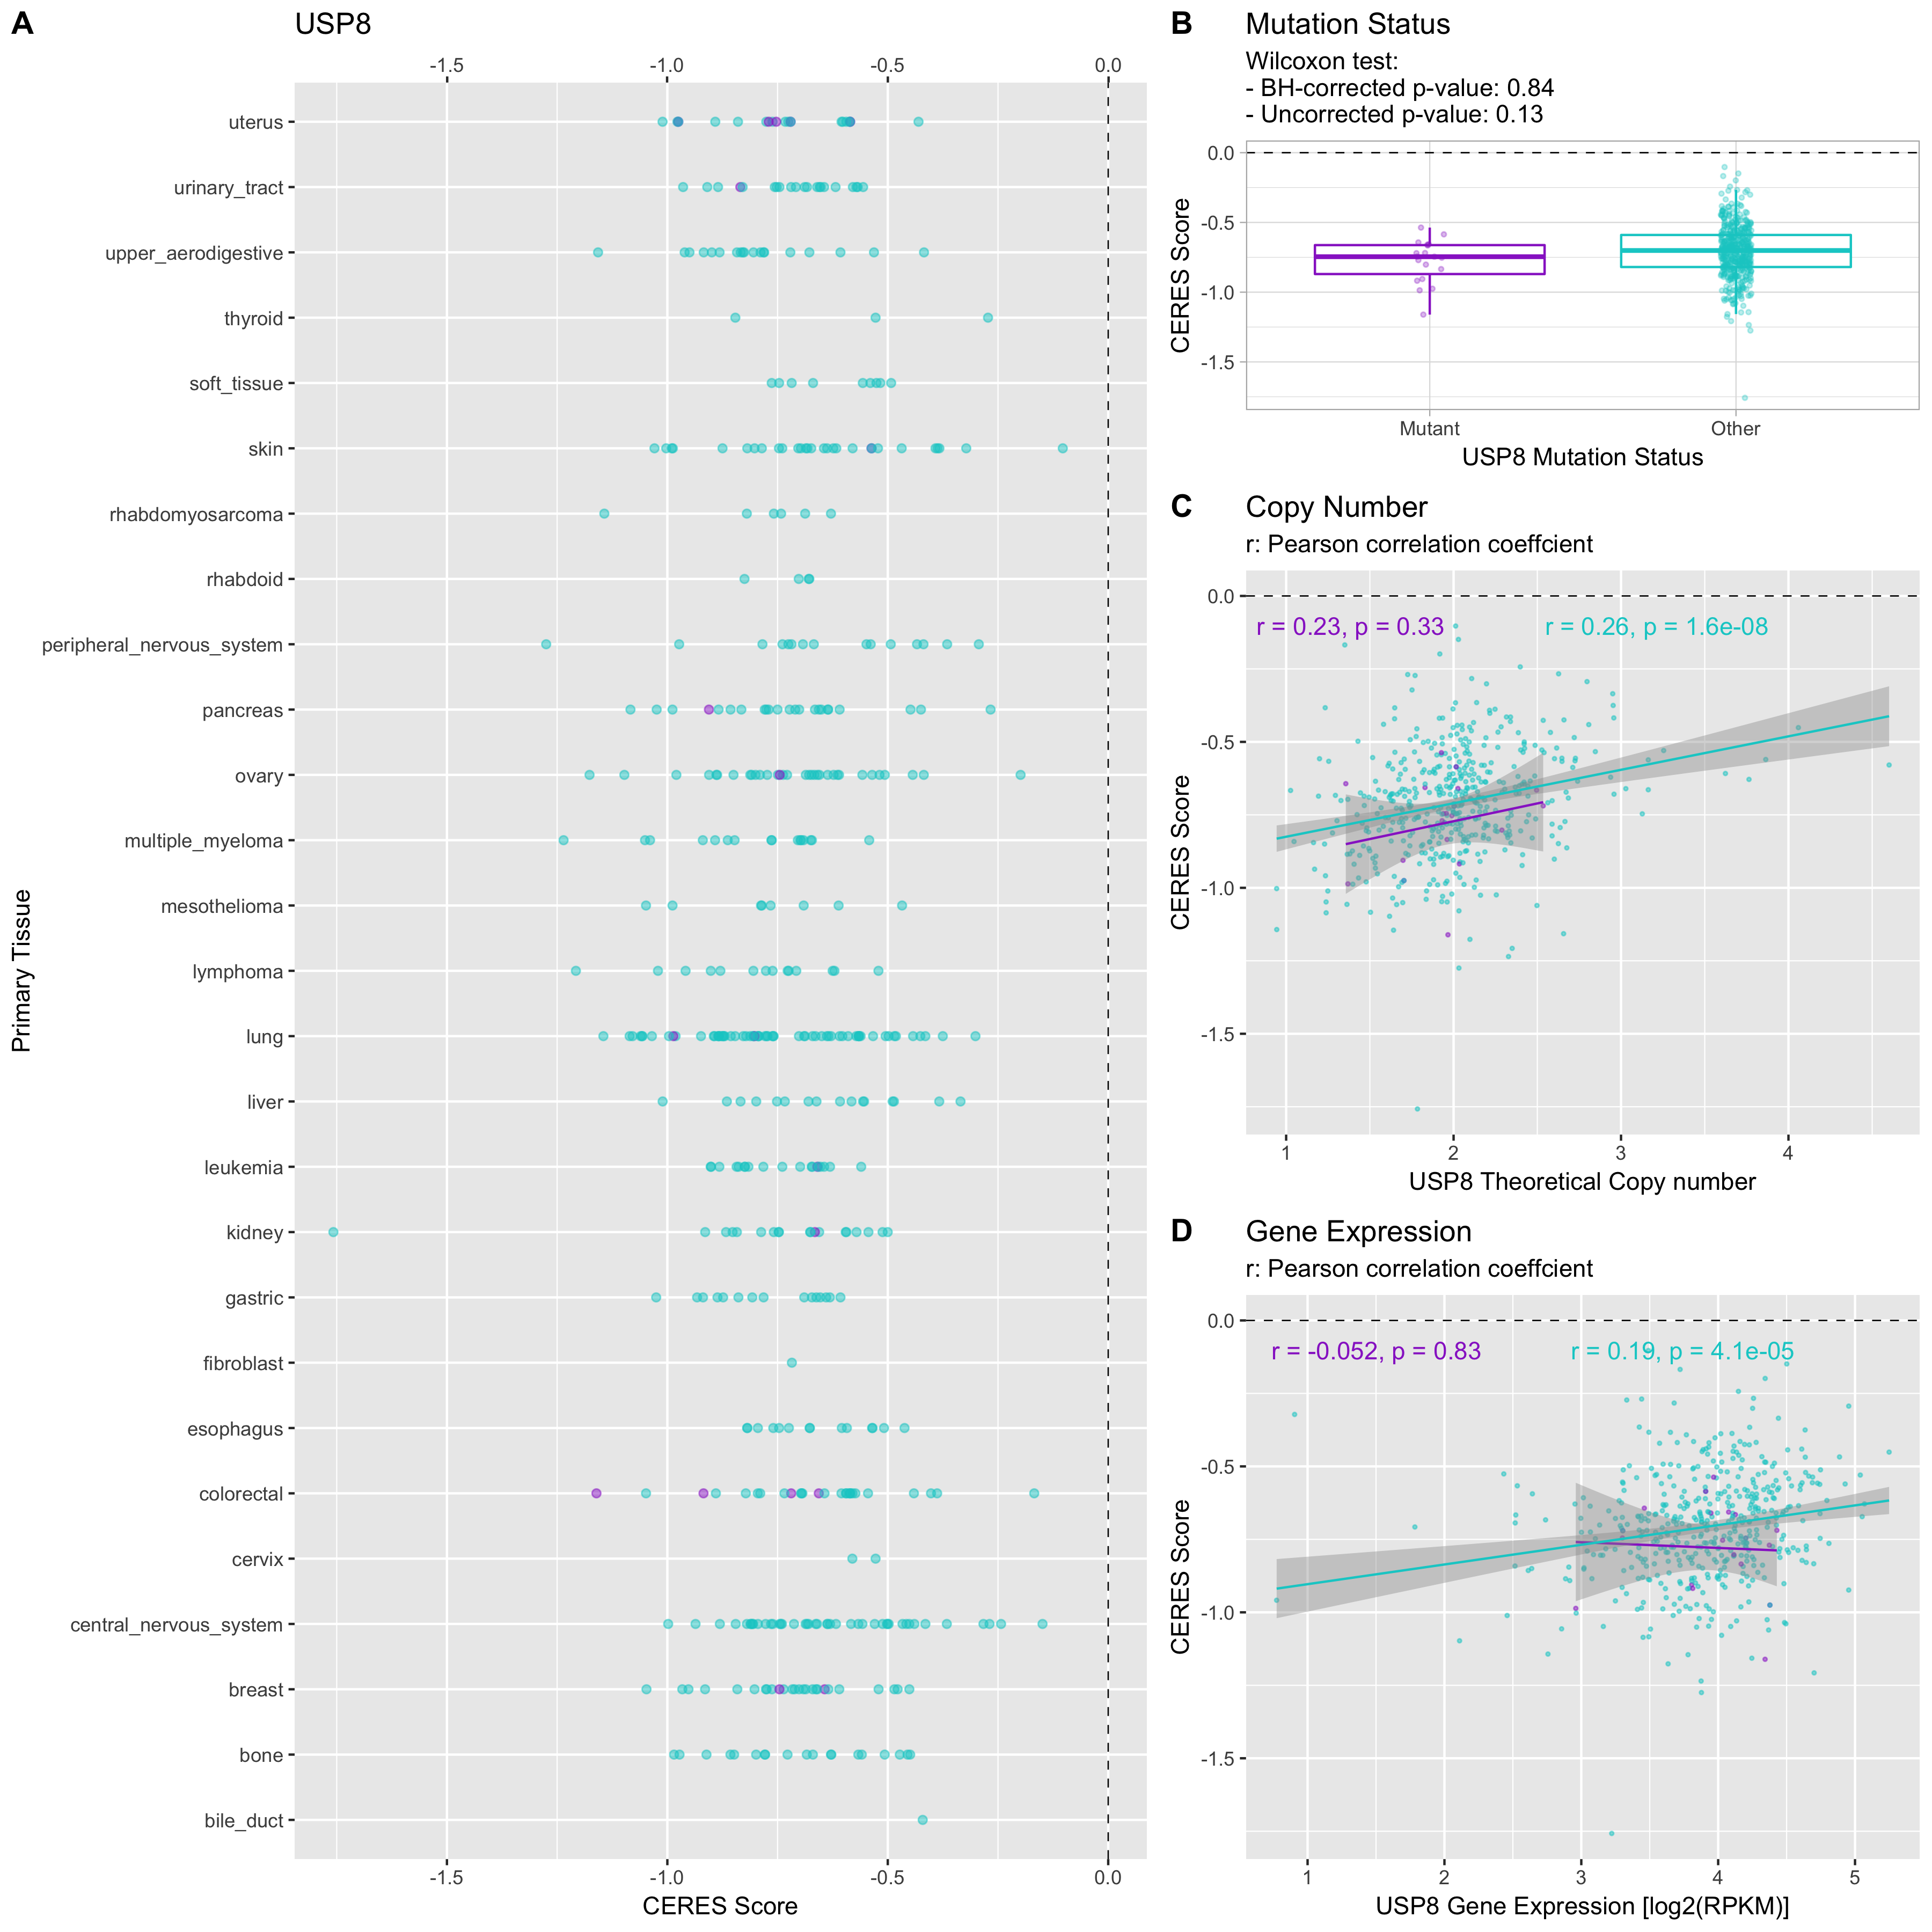 A
USP8
-1.5 -1.0 -0.5 0.0
Primary Tissue
uterus
urinary_tract
upper_aerodigestive
thyroid
soft_tissue
skin
rhabdomyosarcoma
rhabdoid
peripheral_nervous_system
pancreas
ovary
multiple_myeloma
mesothelioma
lymphoma
lung
liver
leukemia
kidney
gastric
fibroblast
esophagus
colorectal
cervix
central_nervous_system
breast
bone
bile_duct
-1.5 -1.0 -0.5 0.0
CERES Score
B
Mutation Status
Wilcoxon test:
- BH-corrected p-value: 0.84
- Uncorrected p-value: 0.13
CERES Score
0.0
-0.5
-1.0
-1.5
Mutant Other
USP8 Mutation Status
C
Copy Number
r: Pearson correlation coeffcient
CERES Score
0.0
-0.5
-1.0
-1.5
r = 0.23, p = 0.33
r = 0.26, p = 1.6e-08
1 2 3 4
USP8 Theoretical Copy number
D
Gene Expression
r: Pearson correlation coeffcient
CERES Score
0.0
-0.5
-1.0
-1.5
r = -0.052, p = 0.83
r = 0.19, p = 4.1e-05
1 2 3 4 5
USP8 Gene Expression [log2(RPKM)]